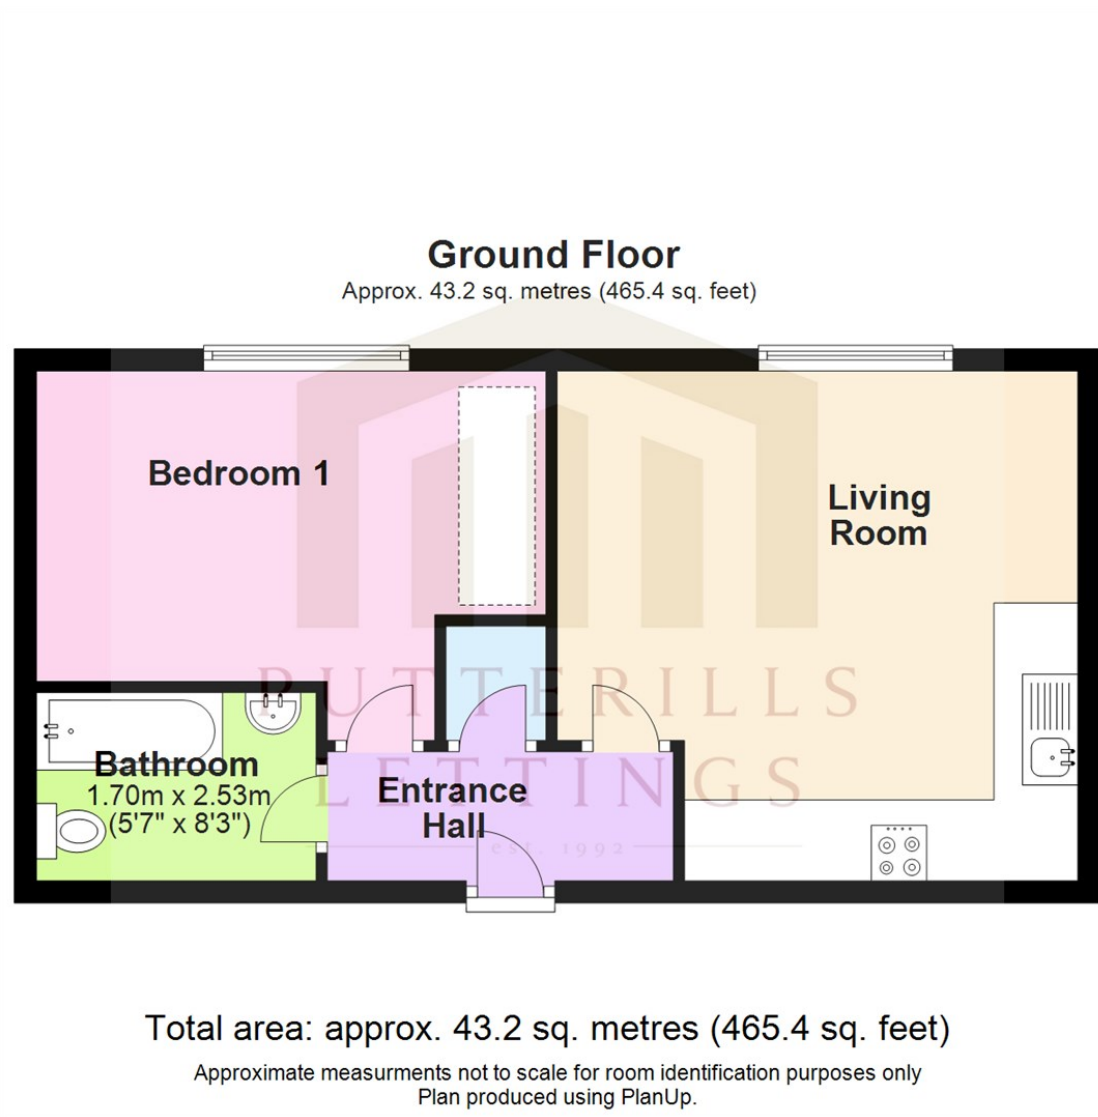 Ground Floor
Approx. 43.2 sq. metres (465.4 sq. feet)
Bedroom 1
Living
Room
PUTTERILLS
LETTINGS
est. 1992
Bathroom
1.70m x 2.53m
(5'7" x 8'3")
Entrance
Hall
Total area: approx. 43.2 sq. metres (465.4 sq. feet)
Approximate measurments not to scale for room identification purposes only
Plan produced using PlanUp.